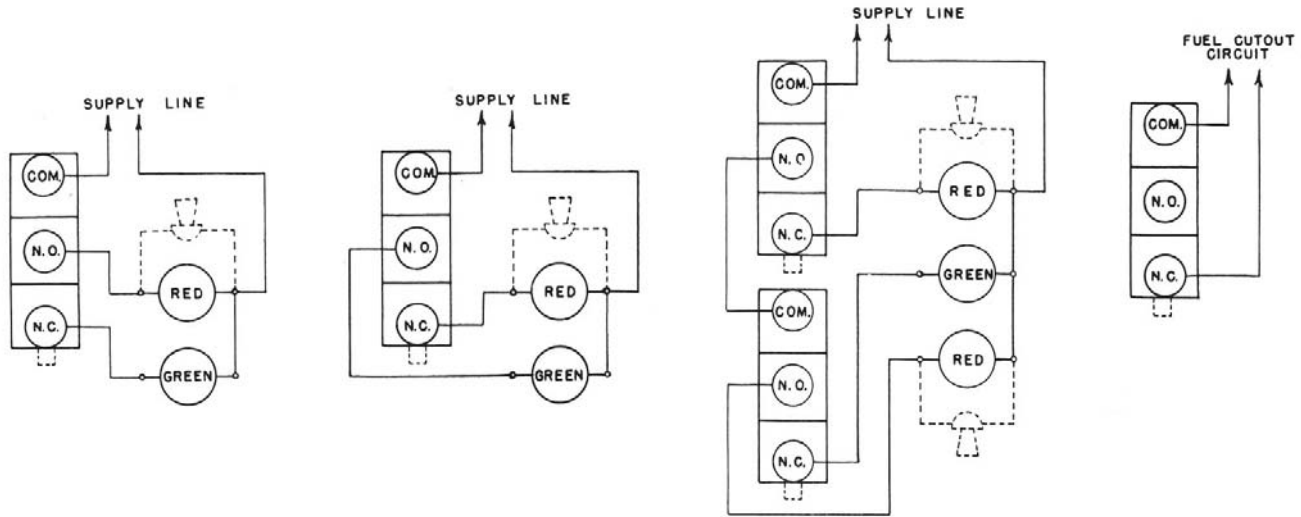 SUPPLY LINE
COM.
N.O.
N.C.
RED
GREEN
SUPPLY LINE
COM.
N.O.
N.C.
RED
GREEN
SUPPLY LINE
COM.
N.O
N.C.
COM.
N.O.
N.C.
RED
GREEN
RED
FUEL CUTOUT
CIRCUIT
COM.
N.O.
N.C.